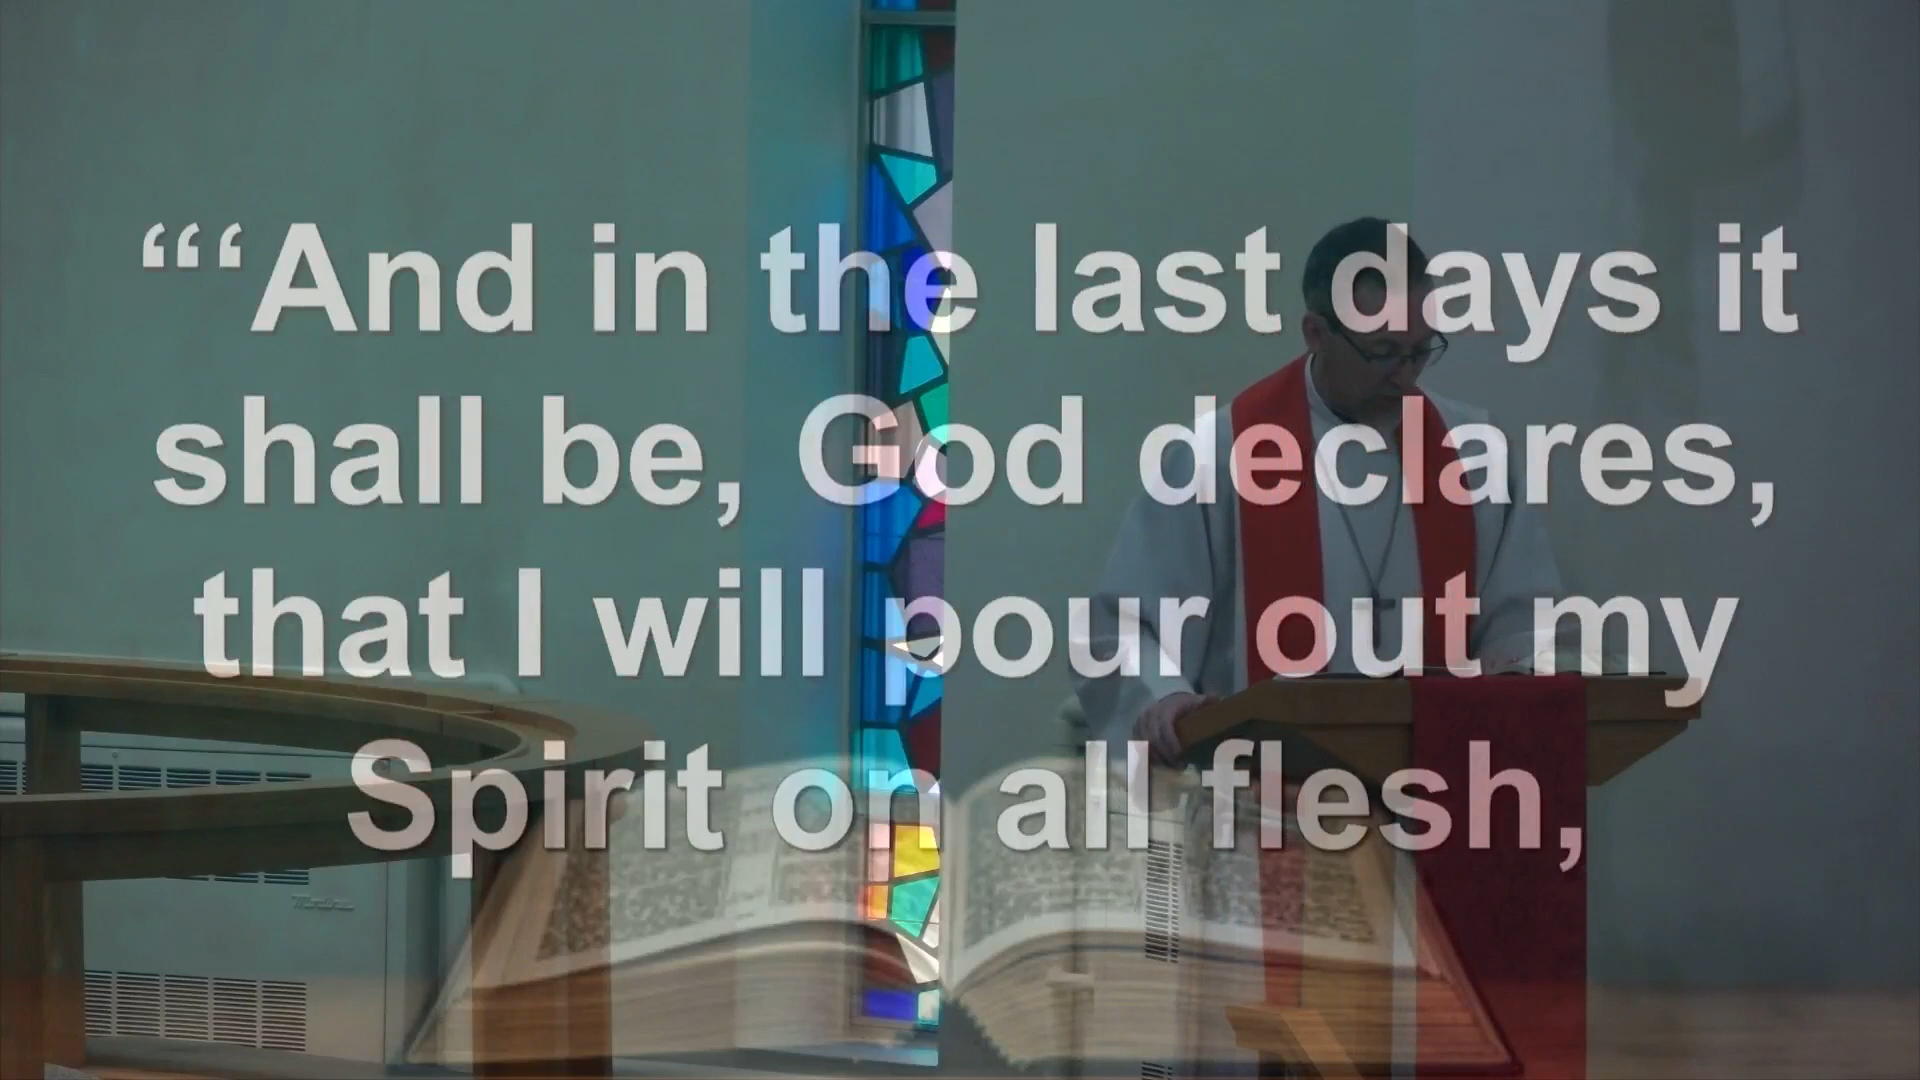 “‘And in the last days it
shall be, God declares,
that I will pour out my
Spirit on all flesh,